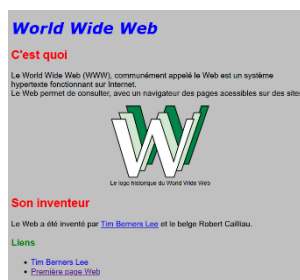 World Wide Web
C'est quoi
Le World Wide Web (WWW), communément appelé le Web est un système
hypertexte fonctionnant sur Internet.
Le Web permet de consulter, avec un navigateur des pages acessibles sur des sites
Le logo historique du World Wide Web
Son inventeur
Le Web a été inventé par Tim Berners Lee et le belge Robert Cailliau.
Liens
Tim Berners Lee
Première page Web